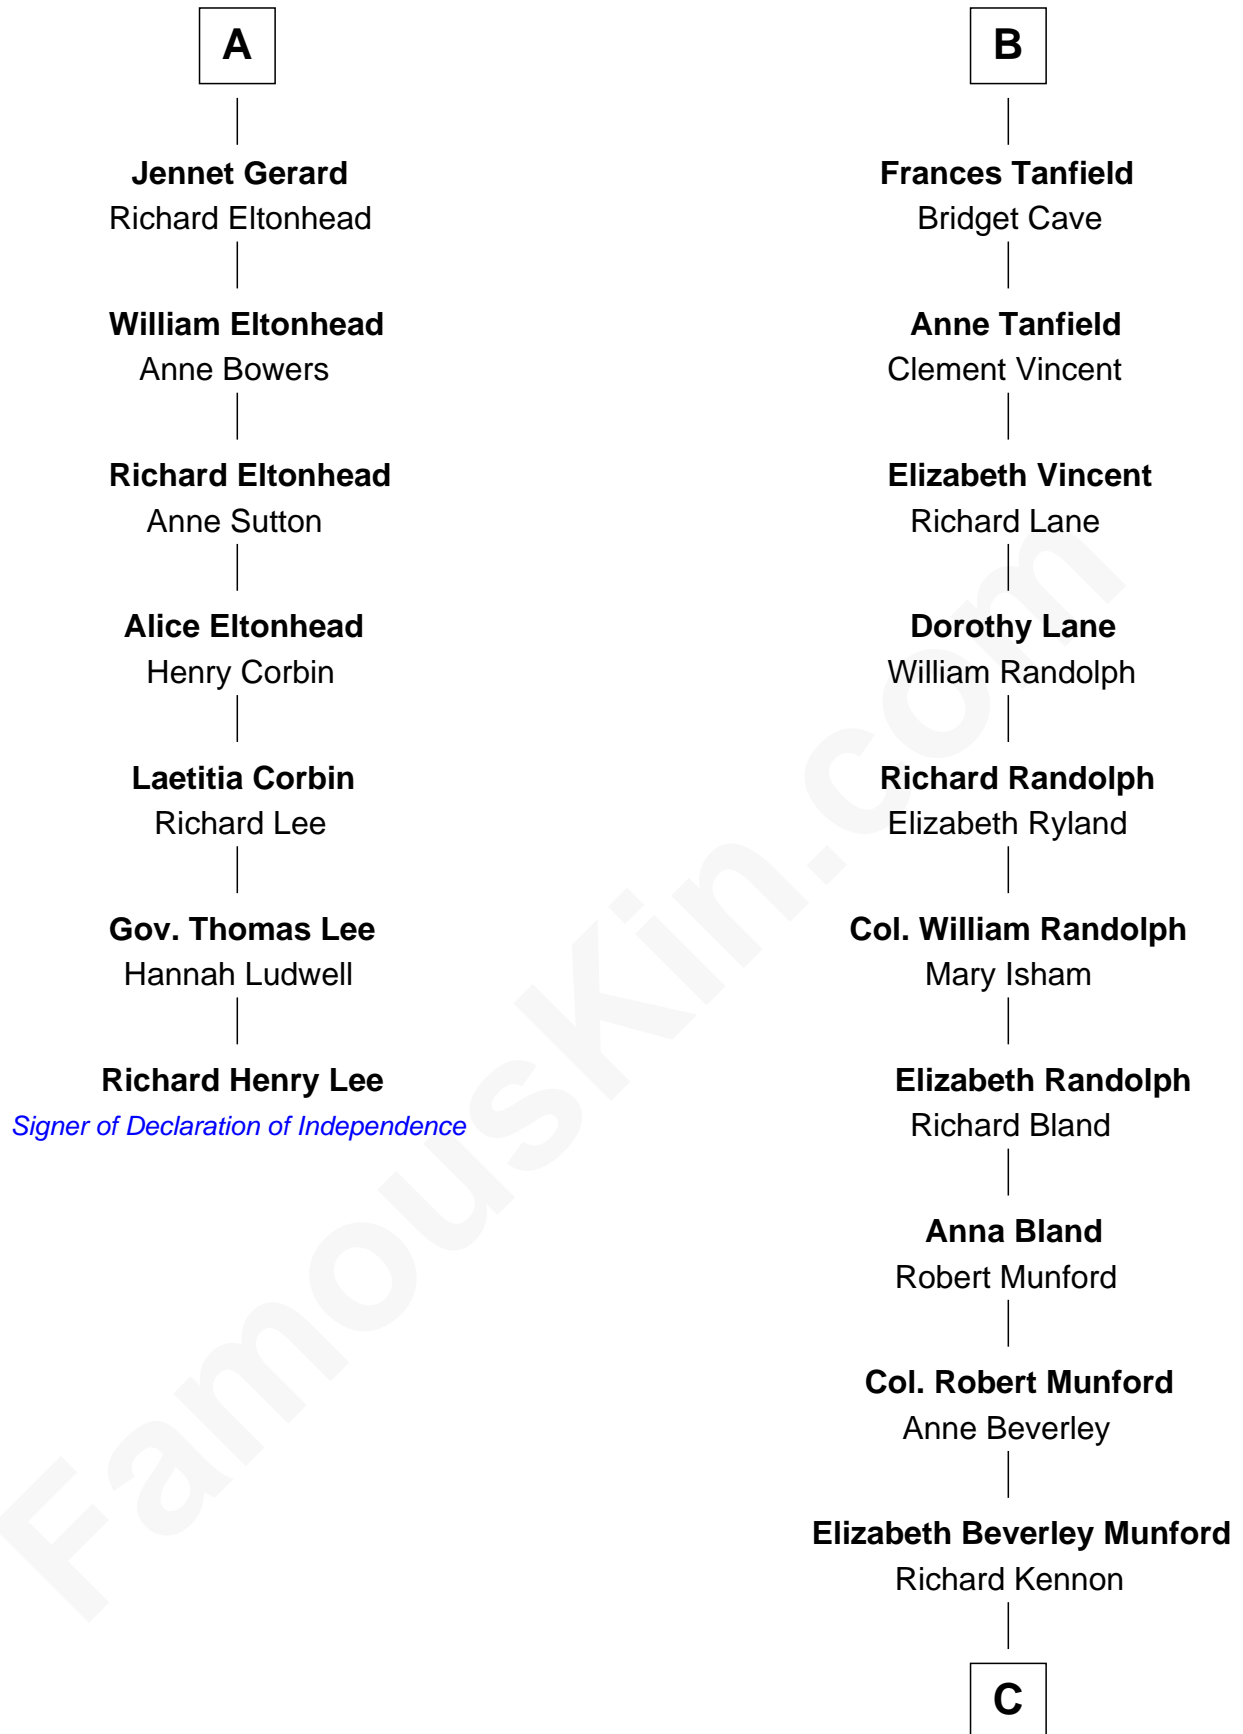 A
Jennet Gerard
Richard Eltonhead
William Eltonhead
Anne Bowers
Richard Eltonhead
Anne Sutton
Alice Eltonhead
Henry Corbin
Laetitia Corbin
Richard Lee
Gov. Thomas Lee
Hannah Ludwell
Richard Henry Lee
Signer of Declaration of Independence
B
Frances Tanfield
Bridget Cave
Anne Tanfield
Clement Vincent
Elizabeth Vincent
Richard Lane
Dorothy Lane
William Randolph
Richard Randolph
Elizabeth Ryland
Col. William Randolph
Mary Isham
Elizabeth Randolph
Richard Bland
Anna Bland
Robert Munford
Col. Robert Munford
Anne Beverley
Elizabeth Beverley Munford
Richard Kennon
C
FamousKin.com